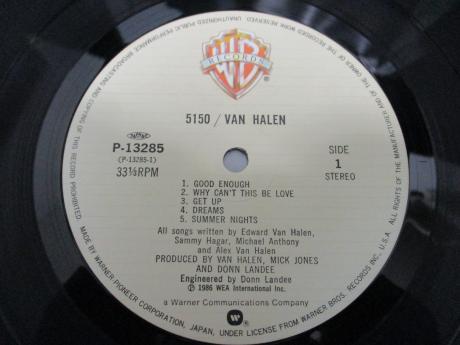 UNAUTHORIZED PUBLIC PERFORMANCE BROADCASTING AND COPYING OF THIS RECORD PROHIBITED
ALL RIGHTS OF THE MANUFACTURER AND OF THE OWNER OF THE RECORDED WORK RESERVED.
WB
RECORDS
5150 / VAN HALEN
P-13285
(P-13285-1)
33⅓RPM
SIDE
1
STEREO
1. GOOD ENOUGH
2. WHY CAN'T THIS BE LOVE
3. GET UP
4. DREAMS
5. SUMMER NIGHTS
All songs written by Edward Van Halen,
Sammy Hagar, Michael Anthony
and Alex Van Halen
PRODUCED BY VAN HALEN, MICK JONES
AND DONN LANDEE
Engineered by Donn Landee
Ⓟ 1986 WEA International Inc.
a Warner Communications Company
MADE BY WARNER PIONEER CORPORATION, JAPAN, UNDER LICENSE FROM WARNER BROS. RECORDS INC., U.S.A.